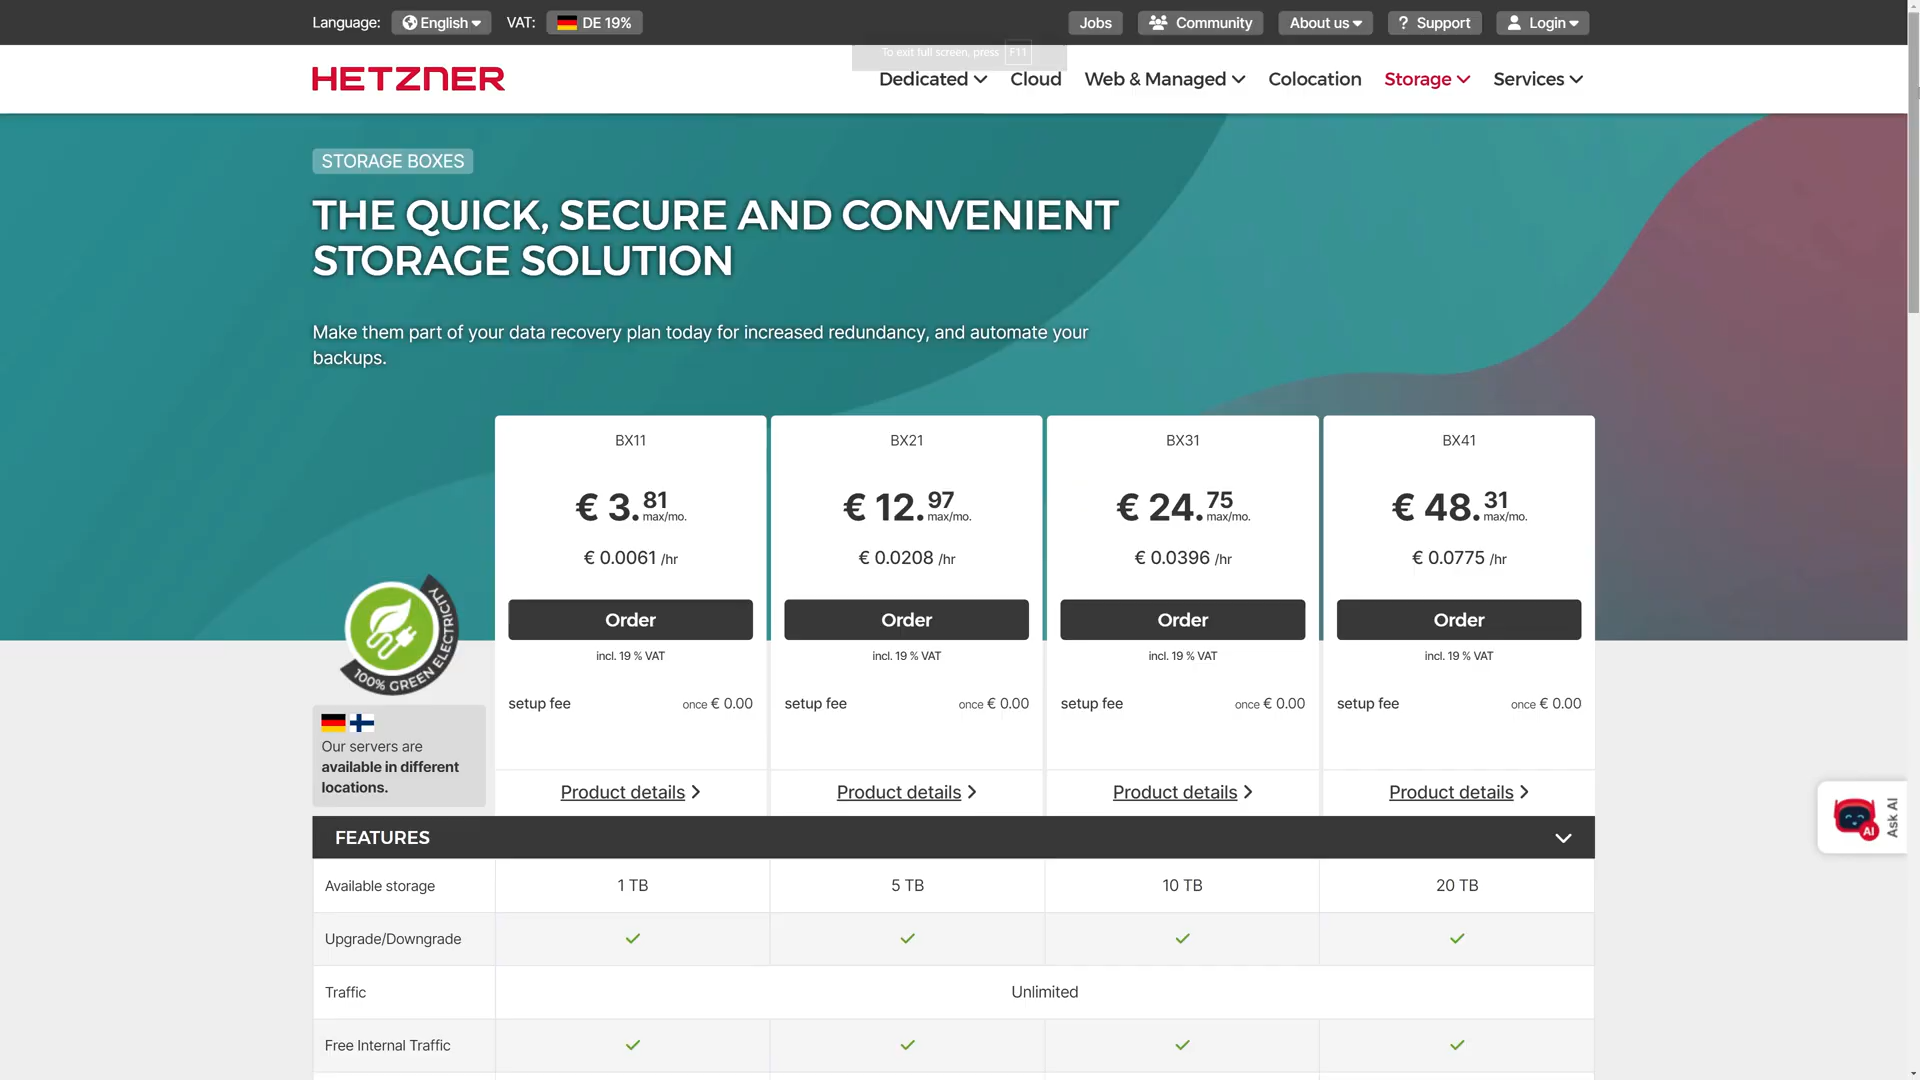 Language: English VAT: DE 19% Jobs Community About us ? Support Login
To exit full screen, press F11
HETZNER Dedicated Cloud Web & Managed Colocation Storage Services
STORAGE BOXES
THE QUICK, SECURE AND CONVENIENT
STORAGE SOLUTION
Make them part of your data recovery plan today for increased redundancy, and automate your
backups.
BX11 BX21 BX31 BX41
€ 3.81 max/mo. € 12.97 max/mo. € 24.75 max/mo. € 48.31 max/mo.
€ 0.0061 /hr € 0.0208 /hr € 0.0396 /hr € 0.0775 /hr
Order Order Order Order
incl. 19 % VAT incl. 19 % VAT incl. 19 % VAT incl. 19 % VAT
100% GREEN ELECTRICITY
setup fee once € 0.00 setup fee once € 0.00 setup fee once € 0.00 setup fee once € 0.00
Our servers are
available in different
locations.
Product details Product details Product details Product details
AI Ask AI
FEATURES
Available storage 1 TB 5 TB 10 TB 20 TB
Upgrade/Downgrade
Traffic Unlimited
Free Internal Traffic